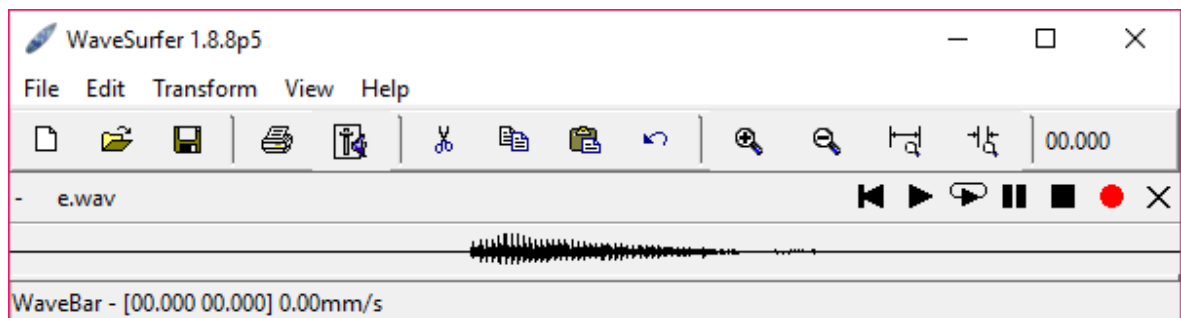 WaveSurfer 1.8.8p5
File Edit Transform View Help
00.000
- e.wav
WaveBar - [00.000 00.000] 0.00mm/s